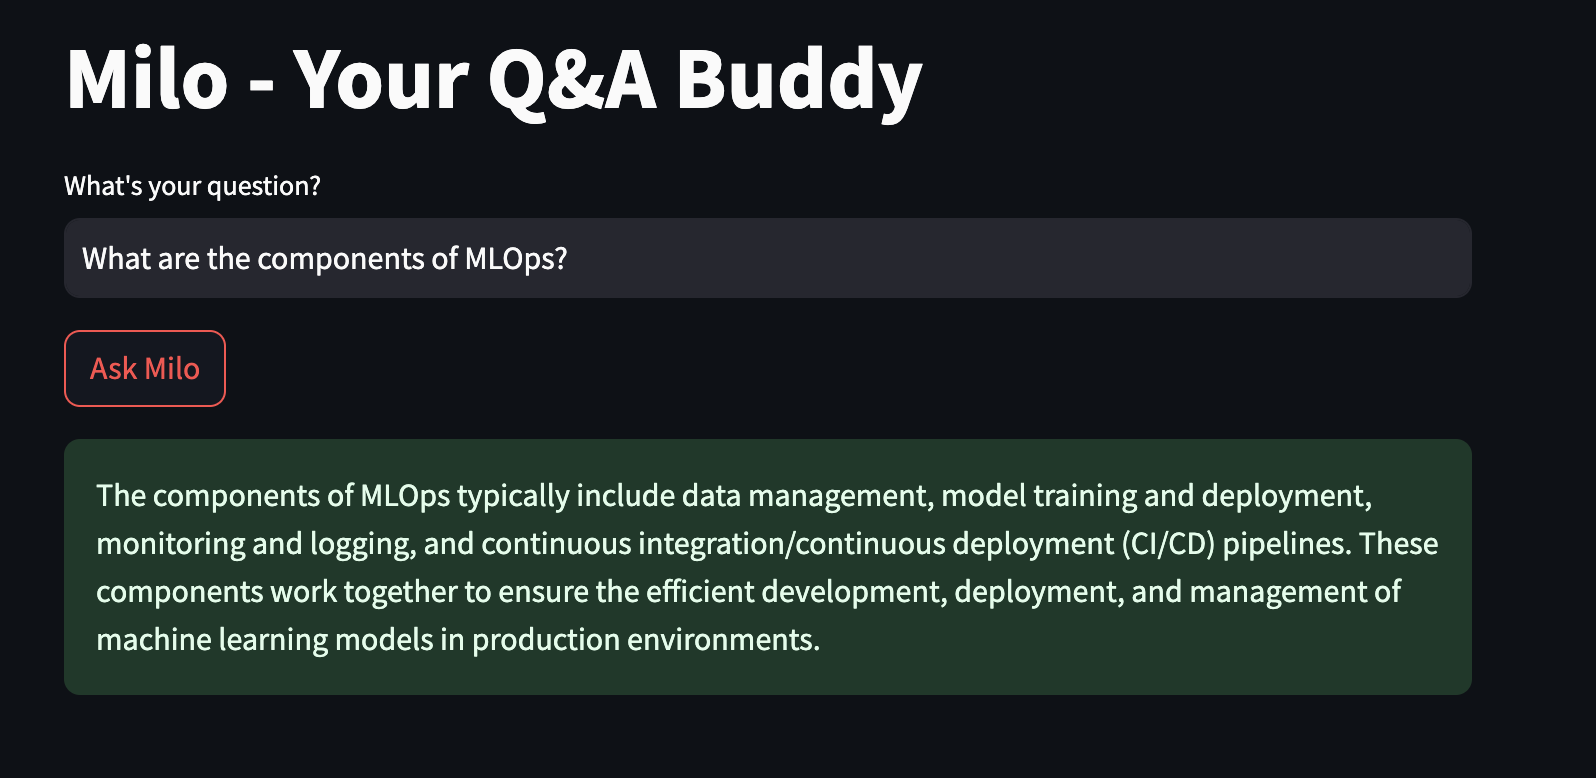 Milo - Your Q&A Buddy
What's your question?
What are the components of MLOps?
Ask Milo
The components of MLOps typically include data management, model training and deployment,
monitoring and logging, and continuous integration/continuous deployment (CI/CD) pipelines. These
components work together to ensure the efficient development, deployment, and management of
machine learning models in production environments.